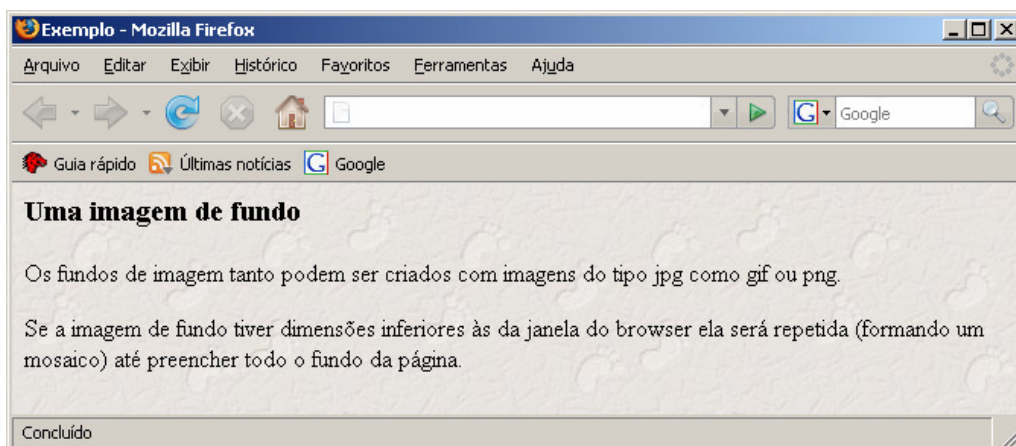 Exemplo - Mozilla Firefox
Arquivo Editar Exibir Histórico Favoritos Ferramentas Ajuda
G Google
Guia rápido Últimas notícias G Google
Uma imagem de fundo
Os fundos de imagem tanto podem ser criados com imagens do tipo jpg como gif ou png.
Se a imagem de fundo tiver dimensões inferiores às da janela do browser ela será repetida (formando um
mosaico) até preencher todo o fundo da página.
Concluído